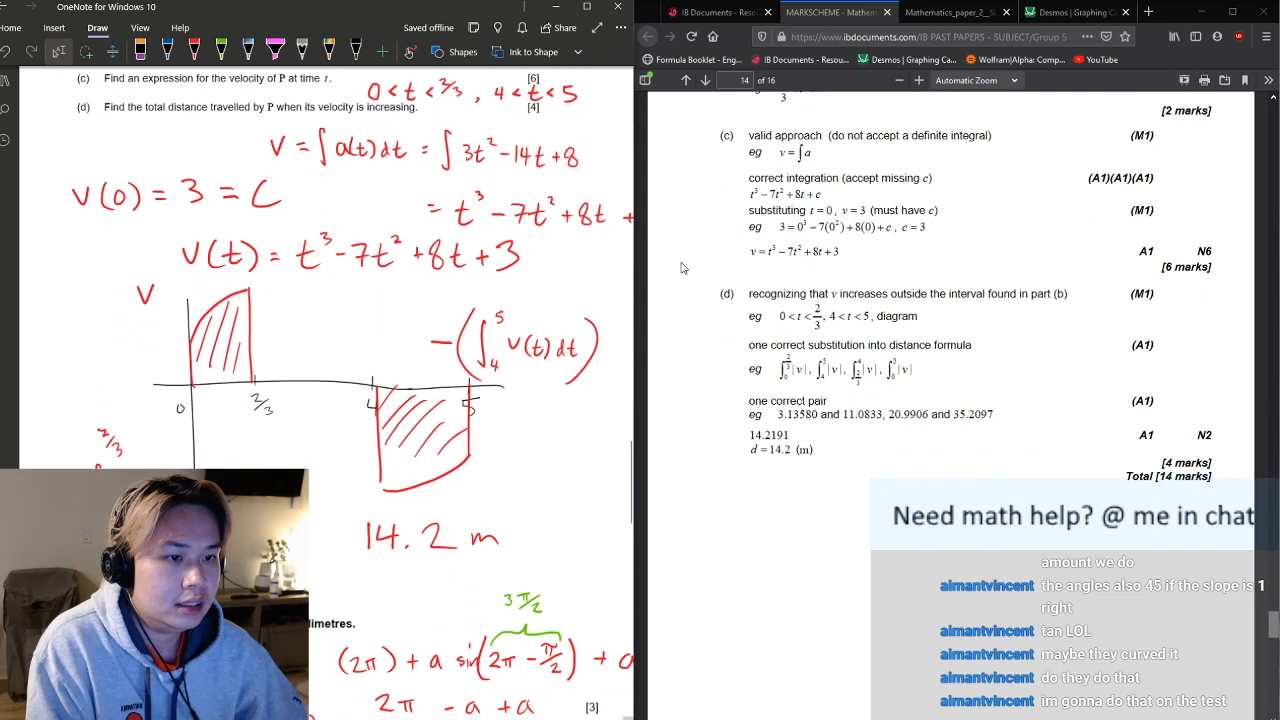 OneNote for Windows 10
Home Insert Draw View Saved offline Share
Shapes Ink to Shape
(c) Find an expression for the velocity of P at time t. [6]
0 < t < 2/3 , 4 < t < 5
(d) Find the total distance travelled by P when its velocity is increasing. [4]
V = ∫ a(t) dt = ∫ 3t² - 14t + 8
V(0) = 3 = C
= t³ - 7t² + 8t +
V(t) = t³ - 7t² + 8t + 3
V
- ( ∫₄⁵ v(t) dt )
0 2/3 4 5
2/3
14.2 m
3π/2
limetres.
(2π) + a sin(2π - π/2) + a
2π - a + a
[3]
IB Documents - Resou MARKSCHEME - Mathem Mathematics_paper_2_S Desmos | Graphing C
https://www.ibdocuments.com/IB PAST PAPERS - SUBJECT/Group 5
Formula Booklet IB Documents - Reso... Desmos | Graphing Ca... Wolfram|Alpha: Comp... YouTube
14 of 16 Automatic Zoom
3
[2 marks]
(c) valid approach (do not accept a definite integral) (M1)
eg v = ∫ a
correct integration (accept missing c) (A1)(A1)(A1)
t³ − 7t² + 8t + c
substituting t = 0, v = 3 (must have c) (M1)
eg 3 = 0³ − 7(0²) + 8(0) + c , c = 3
v = t³ − 7t² + 8t + 3 A1 N6
[6 marks]
(d) recognizing that v increases outside the interval found in part (b) (M1)
eg 0 < t < 2/3, 4 < t < 5, diagram
one correct substitution into distance formula (A1)
eg ∫₀^(2/3) |v| , ∫₄⁵ |v| , ∫_(2/3)^4 |v| , ∫₀⁵ |v|
one correct pair (A1)
eg 3.13580 and 11.0833, 20.9906 and 35.2097
14.2191 A1 N2
d = 14.2 (m)
[4 marks]
Total [14 marks]
Need math help? @ me in chat
amount we do
aimantvincent the angles also 45 if the slope is 1
right
aimantvincent tan LOL
aimantvincent maybe they curved it
aimantvincent do they do that
aimantvincent im gonna do that on the test